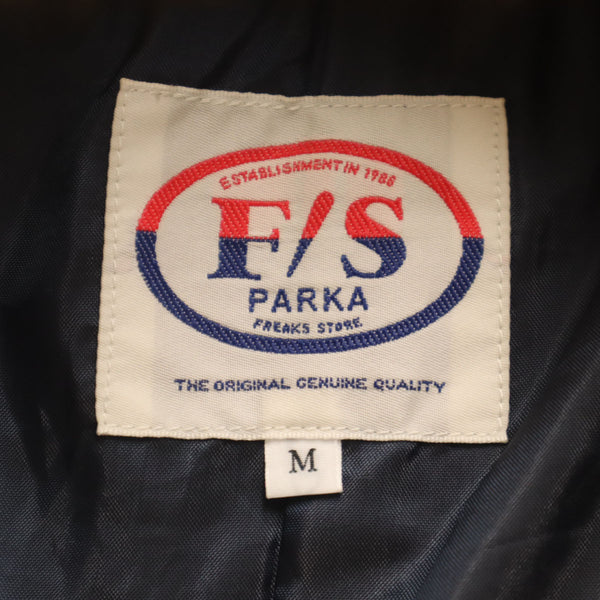 ESTABLISHMENT IN 1986
F/S
PARKA
FREAKS STORE
THE ORIGINAL GENUINE QUALITY
M